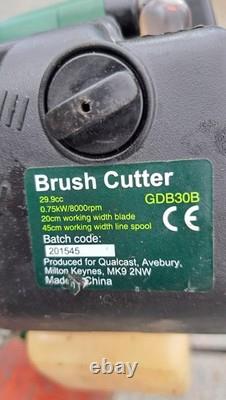 Brush Cutter
29.9cc GDB30B
0.75kW/8000rpm
20cm working width blade
45cm working width line spool CE
Batch code:
201545
Produced for Qualcast, Avebury,
Milton Keynes, MK9 2NW
Made in China
ebay